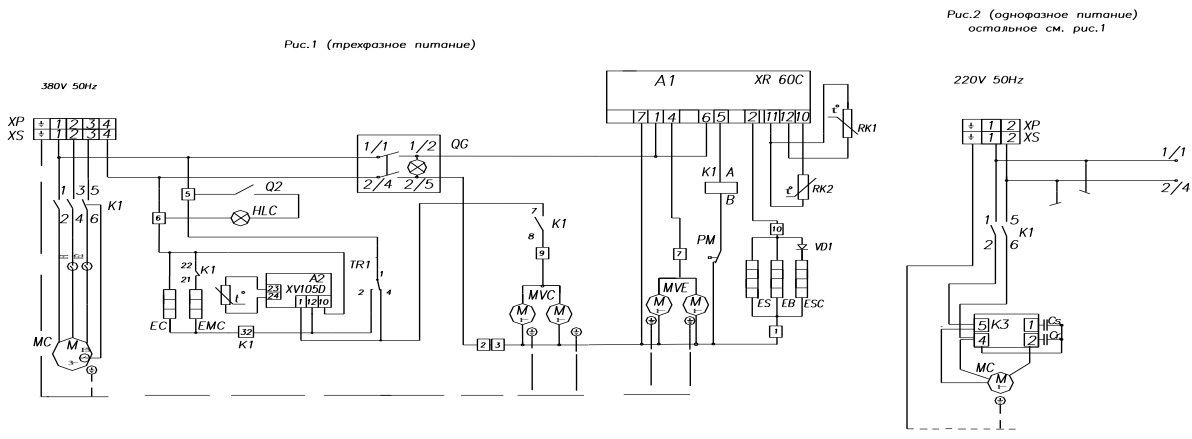 Рис.2 (однофазное питание)
остальное см. рис.1
Рис.1 (трехфазное питание)
380V 50Hz
220V 50Hz
A1 XR 60C
7 1 4 6 5 2 11 12 10
XP 1 2 3 4
XS 1 2 3 4
XP 1 2
XS 1 2
1/1 1/2 QG
2/4 2/5
t° RK1
t° RK2
K1 A
B
1/1
2/4
5 Q2
6 HLC
1 3 5
2 4 6 K1
7 K1
8
9
PM
7
10
VD1
1 5
2 6 K1
22 K1
21
TR1 1
2 4
A2
XV105D
23
24
1 12 10
t°
EC EMC
32
K1
MVC
M M
MVE
M M
ES EB ESC
2 3
1
MC M
3~
5 K3 1 Cs
4 2 Cr
MC
M